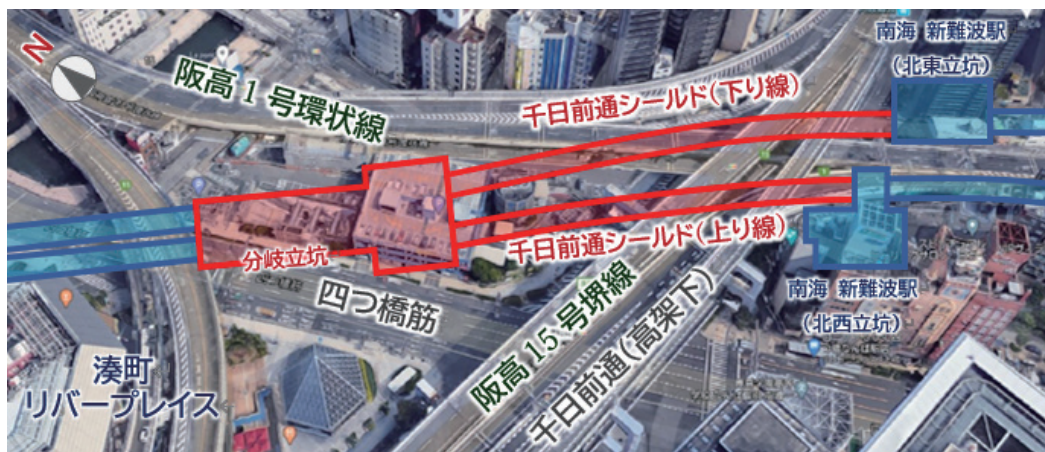 N
阪高1号環状線
千日前通シールド(下り線)
南海 新難波駅
(北東立坑)
分岐立坑
千日前通シールド(上り線)
四つ橋筋
阪高15号堺線
千日前通(高架下)
南海 新難波駅
(北西立坑)
湊町
リバープレイス